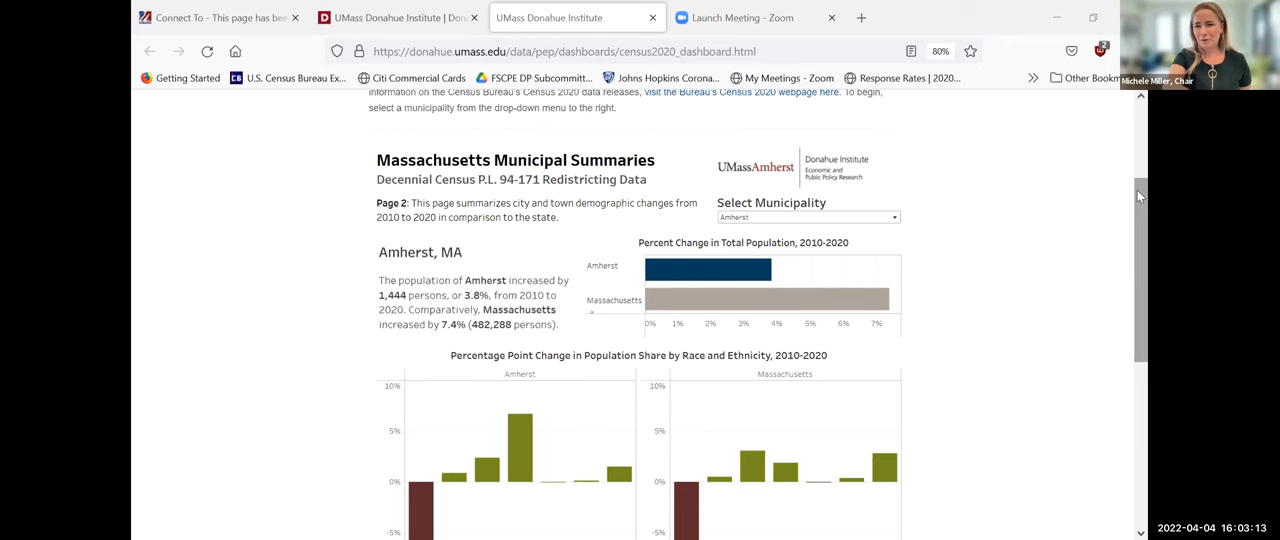 Connect To - This page has bee
UMass Donahue Institute | Don
UMass Donahue Institute
Launch Meeting - Zoom
https://donahue.umass.edu/data/pep/dashboards/census2020_dashboard.html
80%
2
Getting Started
U.S. Census Bureau Ex...
Citi Commercial Cards
FSCPE DP Subcommitt...
Johns Hopkins Corona...
My Meetings - Zoom
Response Rates | 2020...
Other Bookm
Michele Miller, Chair
information on the Census Bureau's Census 2020 data releases, visit the Bureau's Census 2020 webpage here. To begin,
select a municipality from the drop-down menu to the right.
Massachusetts Municipal Summaries
Decennial Census P.L. 94-171 Redistricting Data
UMassAmherst
Donahue Institute
Economic and
Public Policy Research
Page 2: This page summarizes city and town demographic changes from
2010 to 2020 in comparison to the state.
Select Municipality
Amherst
Amherst, MA
The population of Amherst increased by
1,444 persons, or 3.8%, from 2010 to
2020. Comparatively, Massachusetts
increased by 7.4% (482,288 persons).
Percent Change in Total Population, 2010-2020
Amherst
Massachusetts
0% 1% 2% 3% 4% 5% 6% 7%
Percentage Point Change in Population Share by Race and Ethnicity, 2010-2020
Amherst
10%
5%
0%
-5%
Massachusetts
10%
5%
0%
-5%
2022-04-04 16:03:13